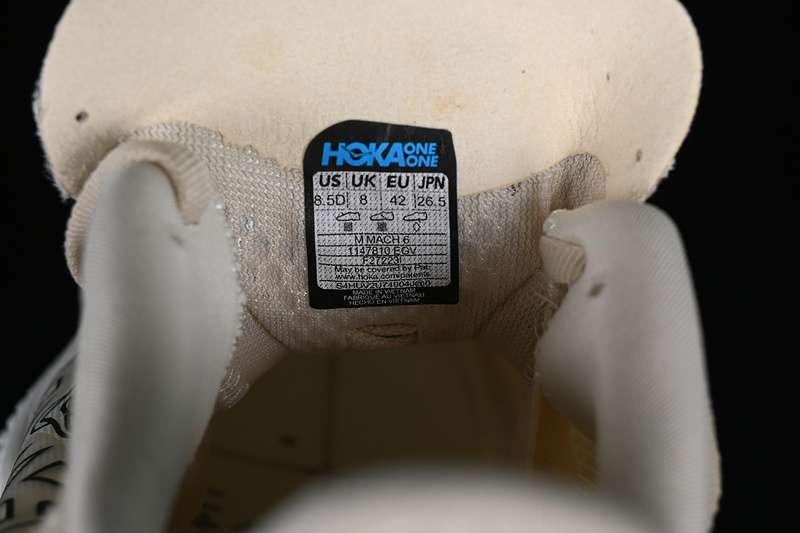 HOKA ONE ONE
US UK EU JPN
8.5D 8 42 26.5
M MACH 6
1147810 EGV
F27223I
May be covered by Pat.
MADE IN VIETNAM
FABRIQUÉ AU VIETNAM
HECHO EN VIETNAM